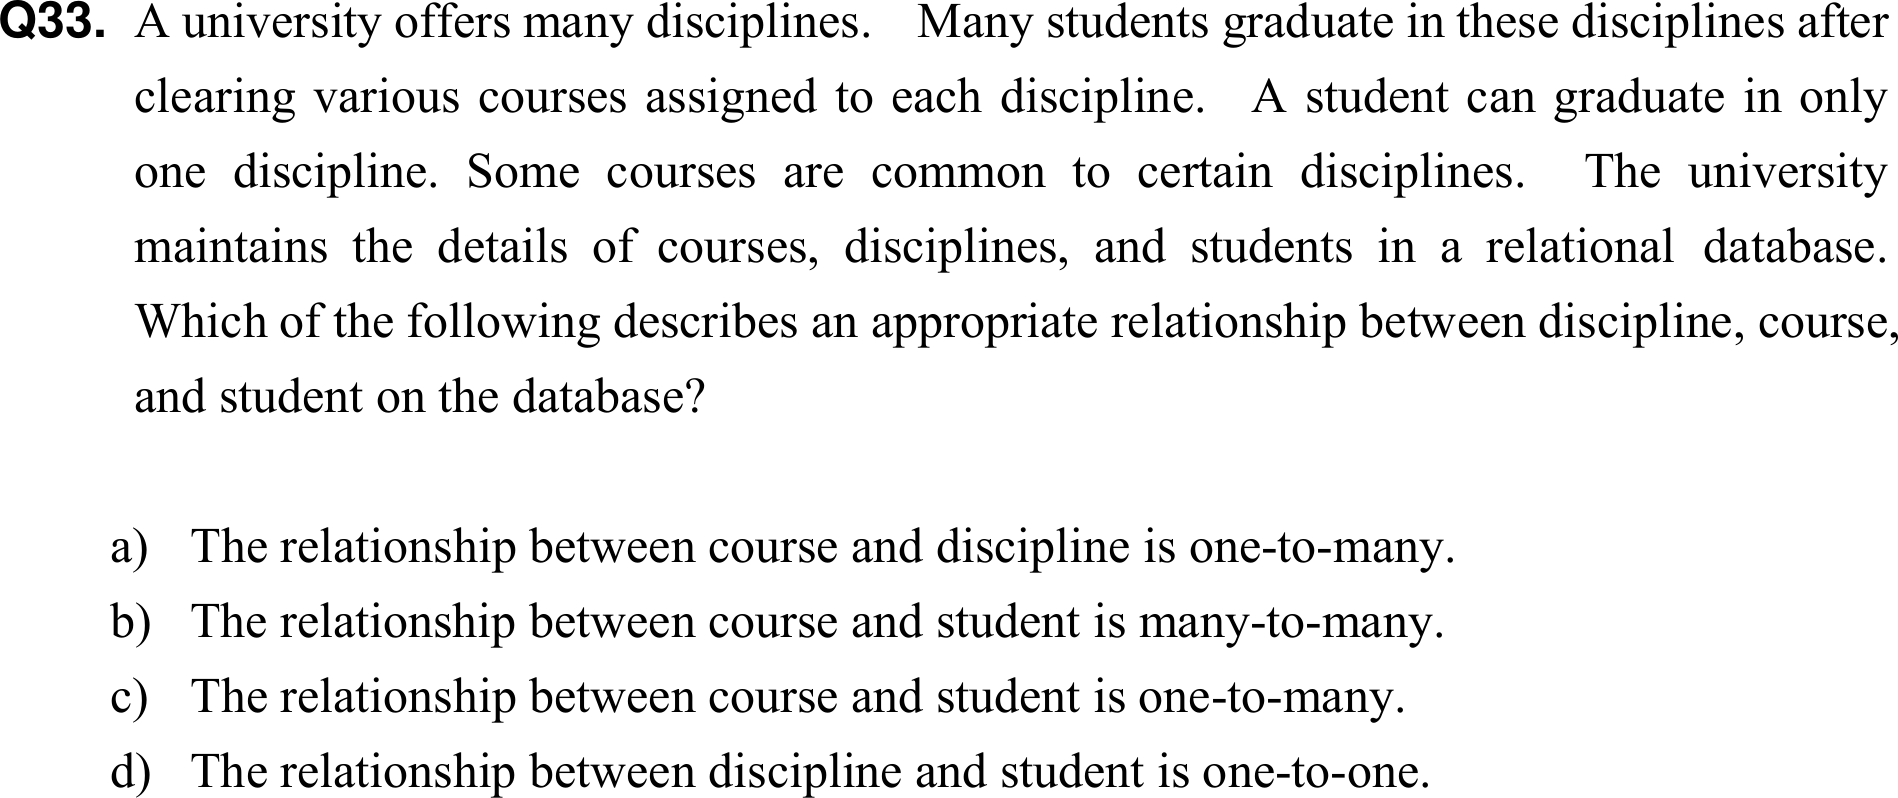 Q33. A university offers many disciplines. Many students graduate in these disciplines after
clearing various courses assigned to each discipline. A student can graduate in only
one discipline. Some courses are common to certain disciplines. The university
maintains the details of courses, disciplines, and students in a relational database.
Which of the following describes an appropriate relationship between discipline, course,
and student on the database?
a) The relationship between course and discipline is one-to-many.
b) The relationship between course and student is many-to-many.
c) The relationship between course and student is one-to-many.
d) The relationship between discipline and student is one-to-one.